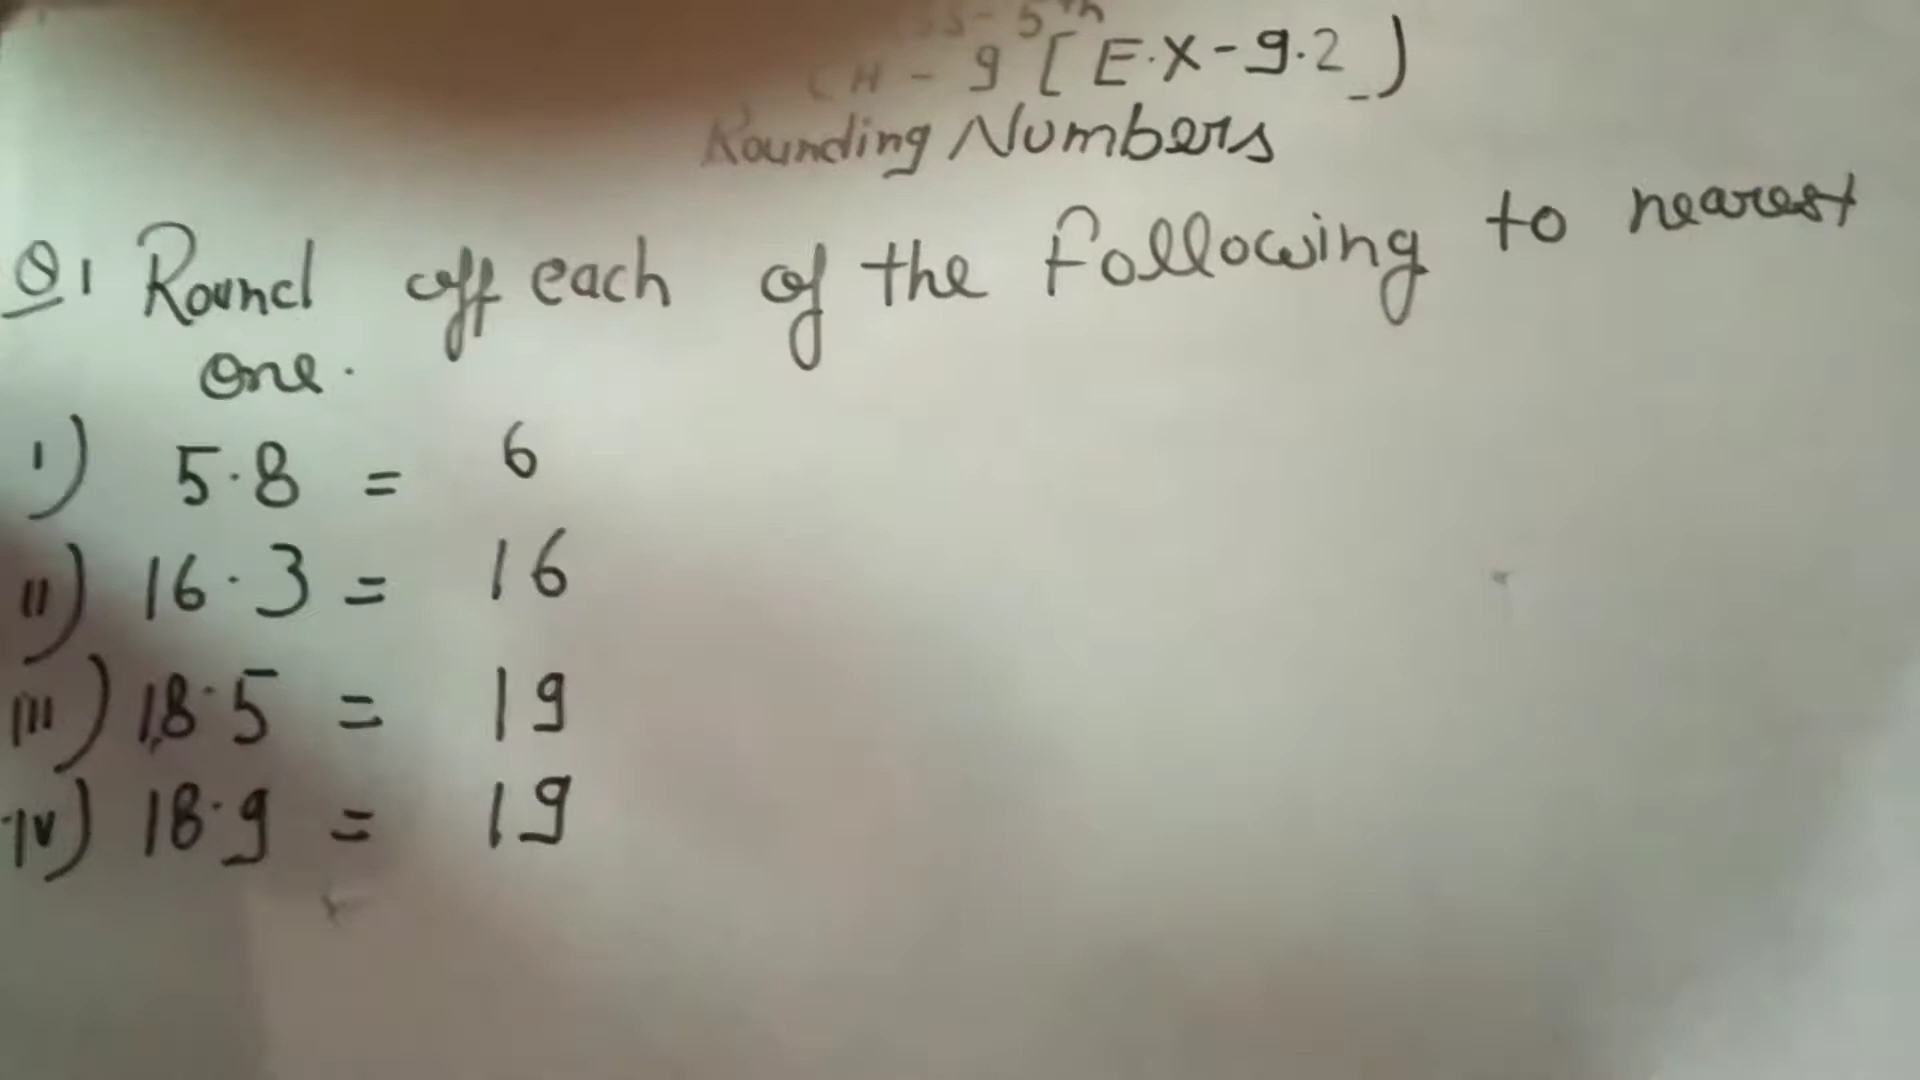 5th
CH - 9 [E.X-9.2)
Rounding Numbers
Q1 Round off each of the following to nearest
one.
i) 5.8 = 6
ii) 16.3 = 16
iii) 18.5 = 19
iv) 18.9 = 19